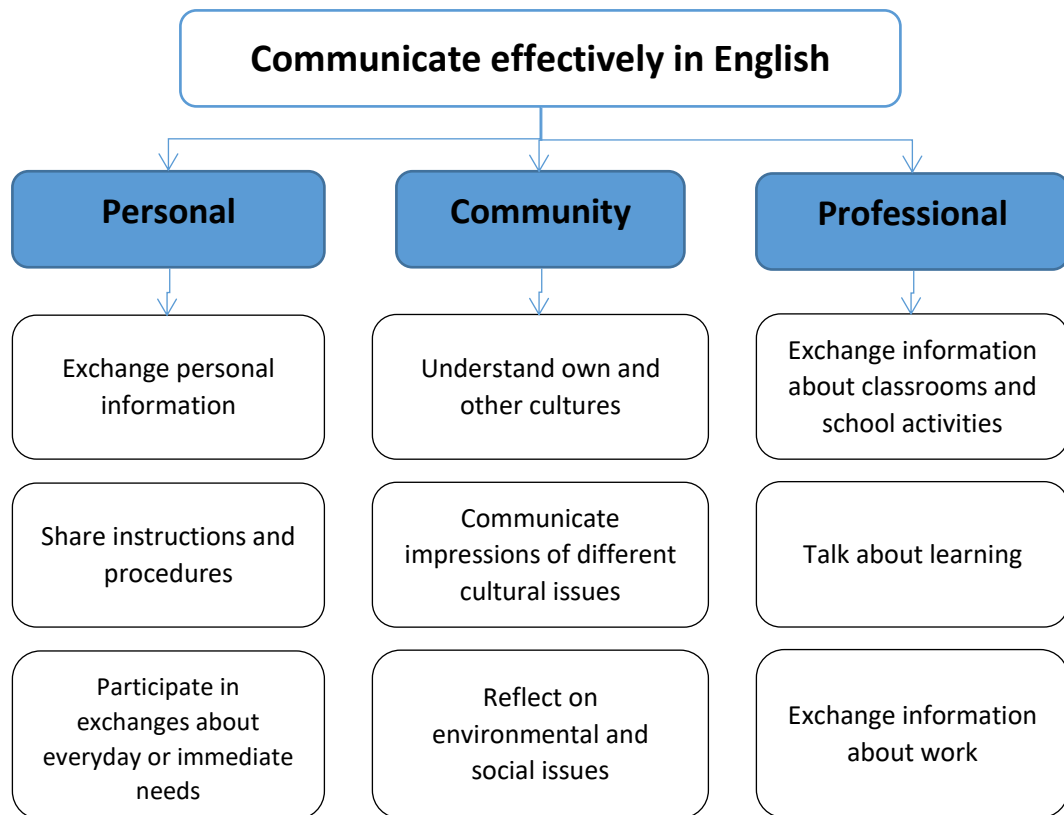 Communicate effectively in English
Personal
Community
Professional
Exchange personal
information
Understand own and
other cultures
Exchange information
about classrooms and
school activities
Share instructions and
procedures
Communicate
impressions of different
cultural issues
Talk about learning
Participate in
exchanges about
everyday or immediate
needs
Reflect on
environmental and
social issues
Exchange information
about work